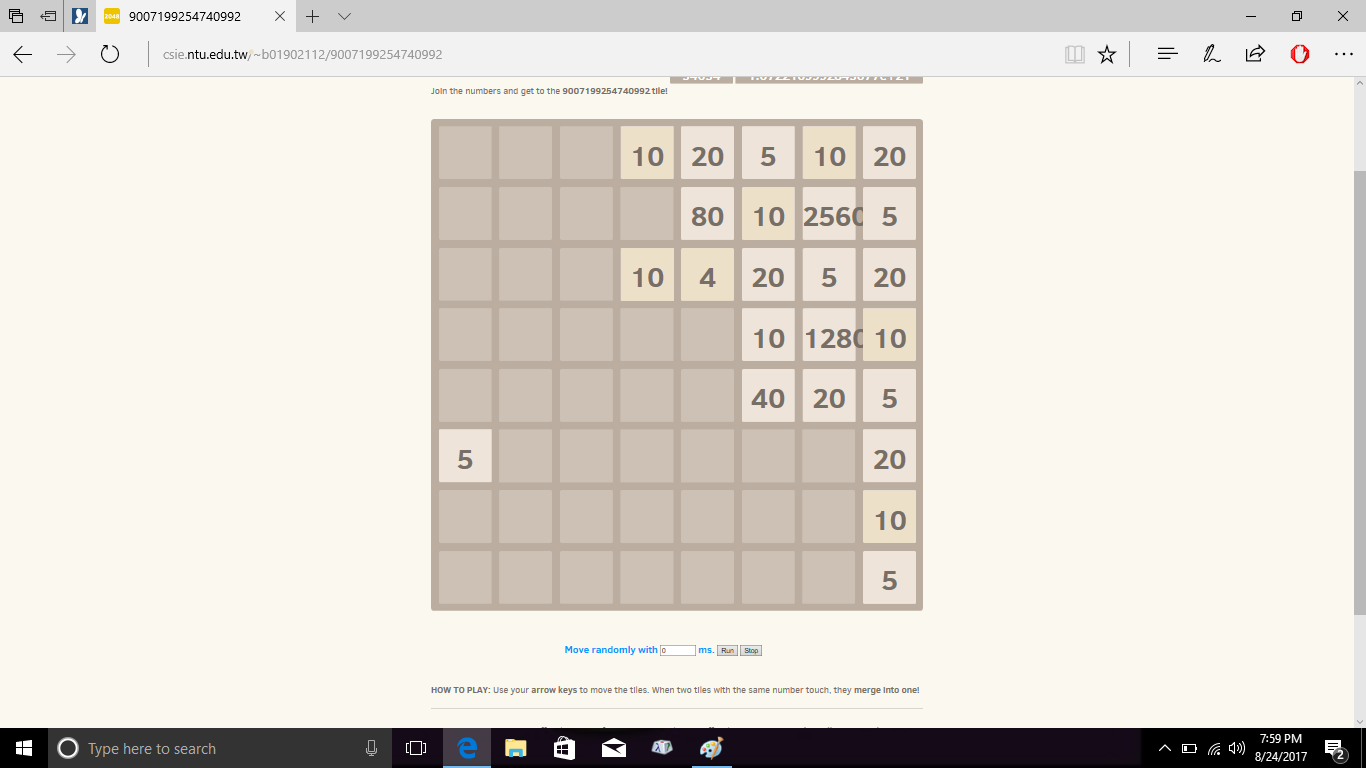 2048 9007199254740992
csie.ntu.edu.tw/~b01902112/9007199254740992
Join the numbers and get to the 9007199254740992 tile!
10 20 5 10 20
80 10 2560 5
10 4 20 5 20
10 1280 10
40 20 5
5 20
10
5
Move randomly with 0 ms. Run Stop
HOW TO PLAY: Use your arrow keys to move the tiles. When two tiles with the same number touch, they merge into one!
Type here to search
7:59 PM
8/24/2017
2